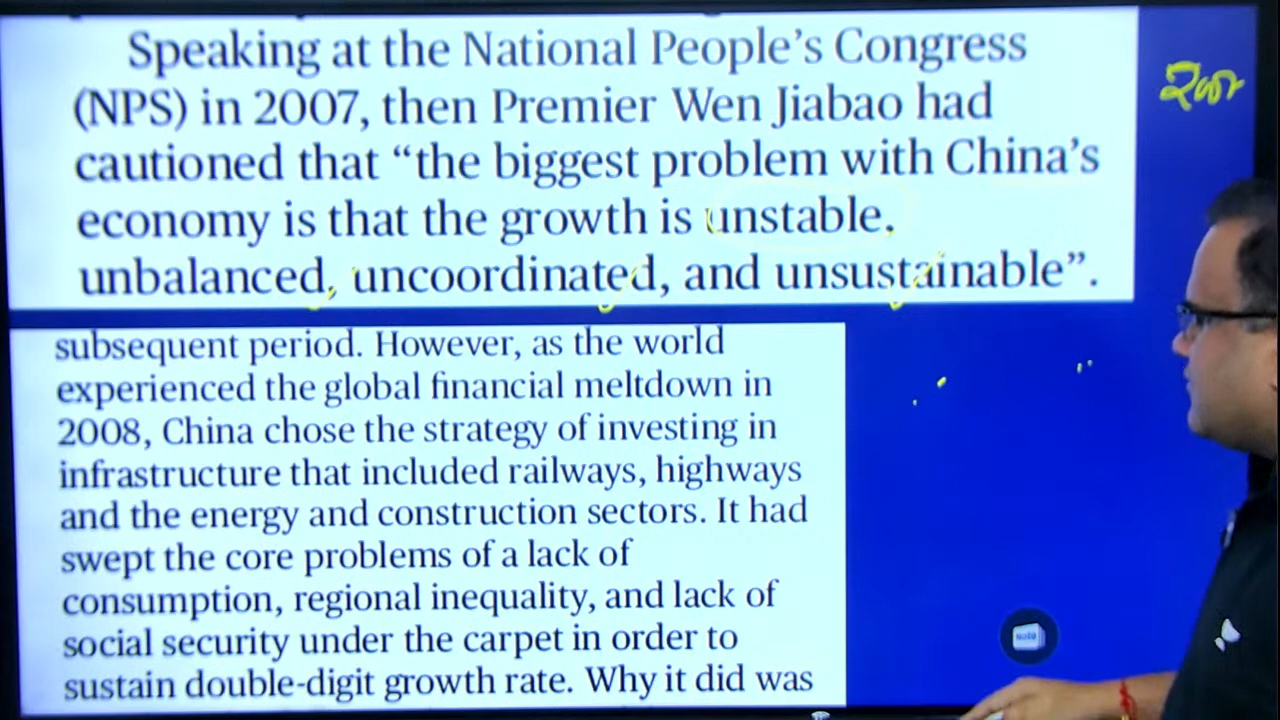 Speaking at the National People’s Congress
(NPS) in 2007, then Premier Wen Jiabao had
cautioned that “the biggest problem with China’s
economy is that the growth is unstable,
unbalanced, uncoordinated, and unsustainable”.
subsequent period. However, as the world
experienced the global financial meltdown in
2008, China chose the strategy of investing in
infrastructure that included railways, highways
and the energy and construction sectors. It had
swept the core problems of a lack of
consumption, regional inequality, and lack of
social security under the carpet in order to
sustain double-digit growth rate. Why it did was